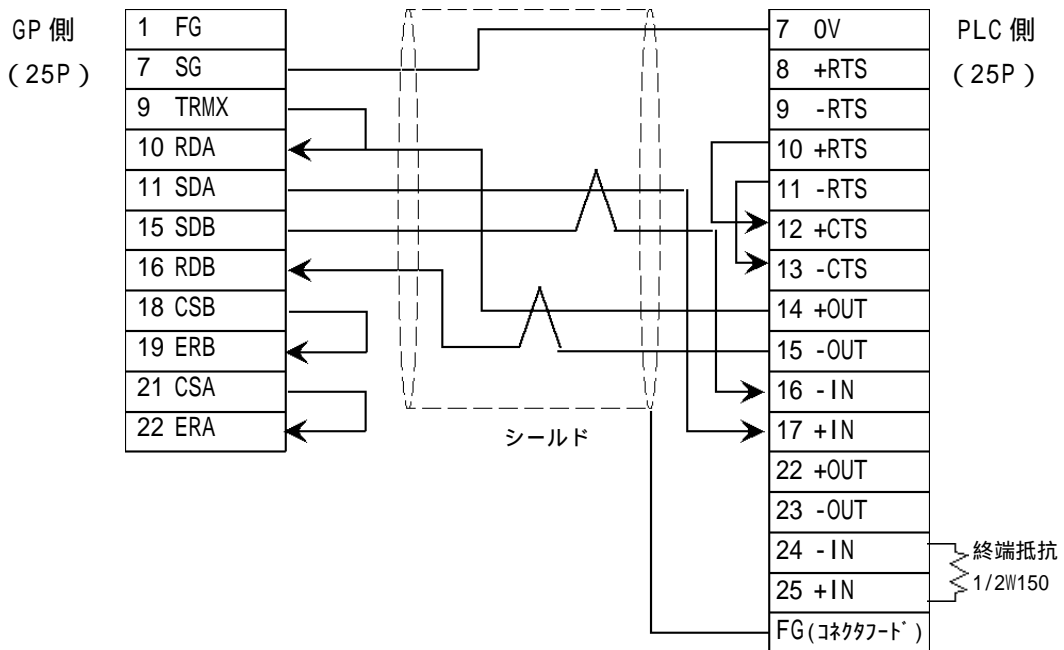 GP側
(25P)
1 FG
7 SG
9 TRMX
10 RDA
11 SDA
15 SDB
16 RDB
18 CSB
19 ERB
21 CSA
22 ERA
シールド
PLC側
(25P)
7 0V
8 +RTS
9 -RTS
10 +RTS
11 -RTS
12 +CTS
13 -CTS
14 +OUT
15 -OUT
16 -IN
17 +IN
22 +OUT
23 -OUT
24 -IN
25 +IN
FG(コネクタフード)
終端抵抗
1/2W150